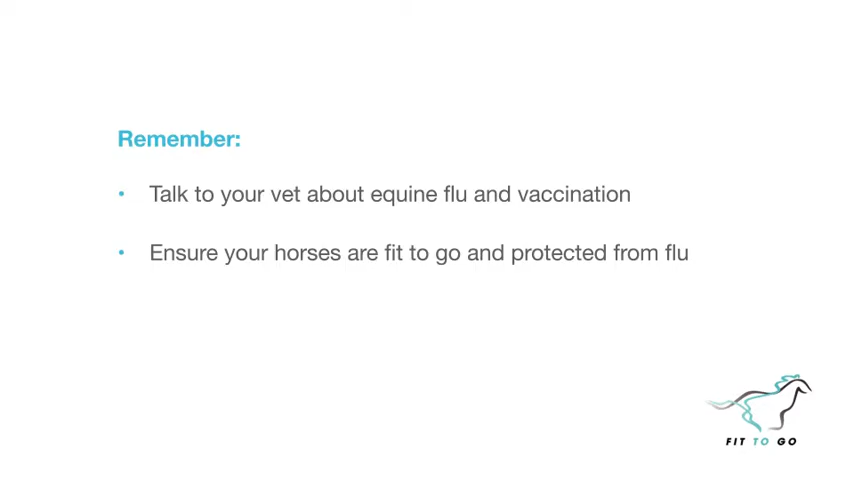 Remember:
• Talk to your vet about equine flu and vaccination
• Ensure your horses are fit to go and protected from flu
FIT TO GO